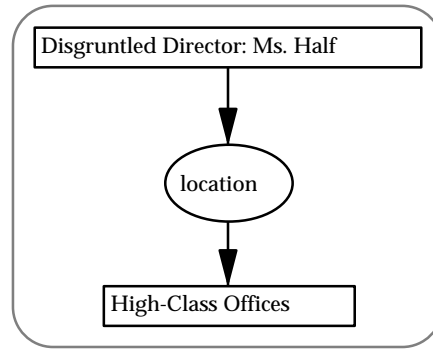 Disgruntled Director: Ms. Half
location
High-Class Offices